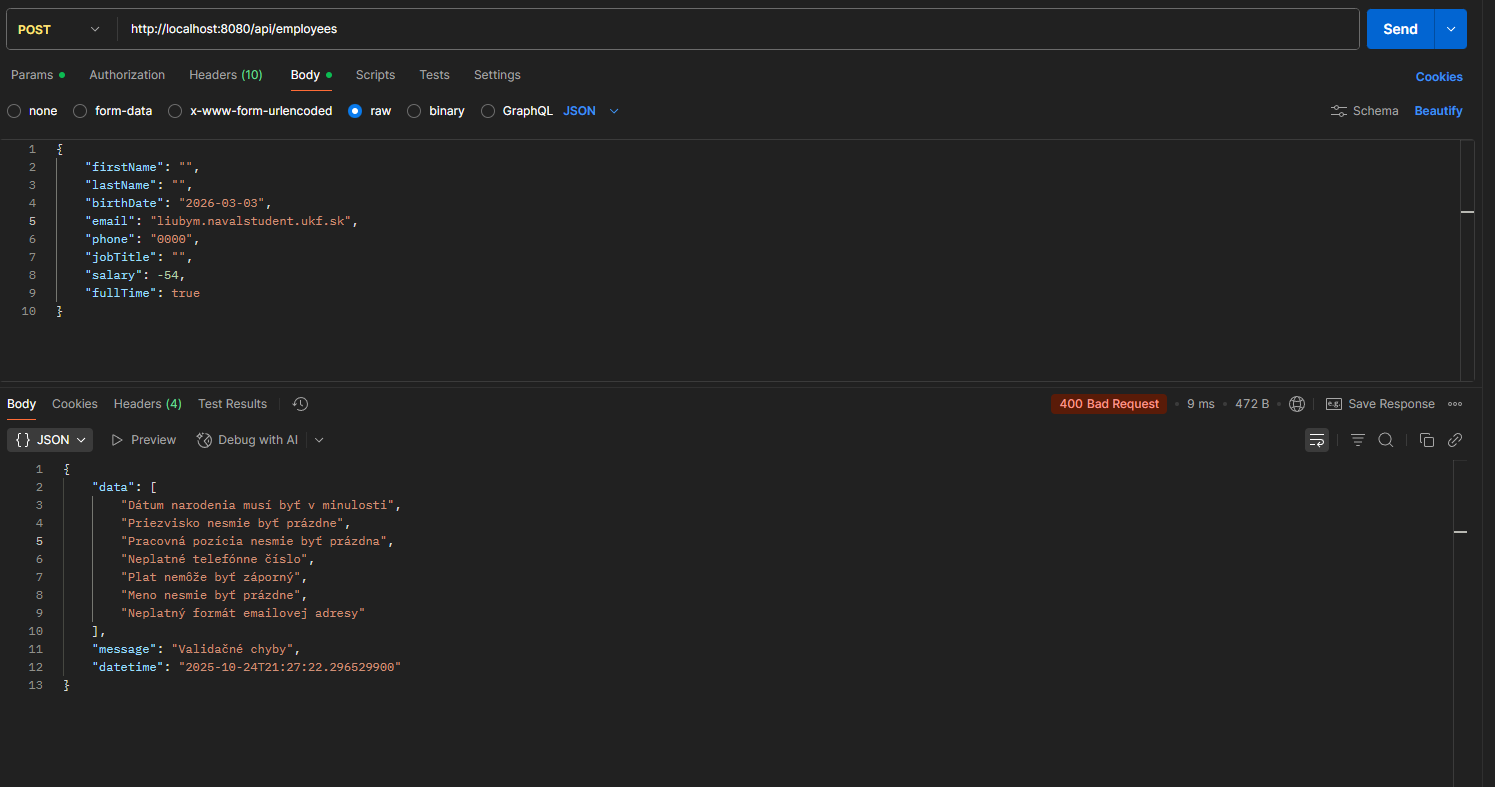 POST http://localhost:8080/api/employees Send
Params Authorization Headers (10) Body Scripts Tests Settings Cookies
none form-data x-www-form-urlencoded raw binary GraphQL JSON Schema Beautify
1 {
2 "firstName": "",
3 "lastName": "",
4 "birthDate": "2026-03-03",
5 "email": "liubym.navalstudent.ukf.sk",
6 "phone": "0000",
7 "jobTitle": "",
8 "salary": -54,
9 "fullTime": true
10 }
Body Cookies Headers (4) Test Results 400 Bad Request 9 ms 472 B e.g. Save Response
{} JSON Preview Debug with AI
1 {
2 "data": [
3 "Dátum narodenia musí byť v minulosti",
4 "Priezvisko nesmie byť prázdne",
5 "Pracovná pozícia nesmie byť prázdna",
6 "Neplatné telefónne číslo",
7 "Plat nemôže byť záporný",
8 "Meno nesmie byť prázdne",
9 "Neplatný formát emailovej adresy"
10 ],
11 "message": "Validačné chyby",
12 "datetime": "2025-10-24T21:27:22.296529900"
13 }